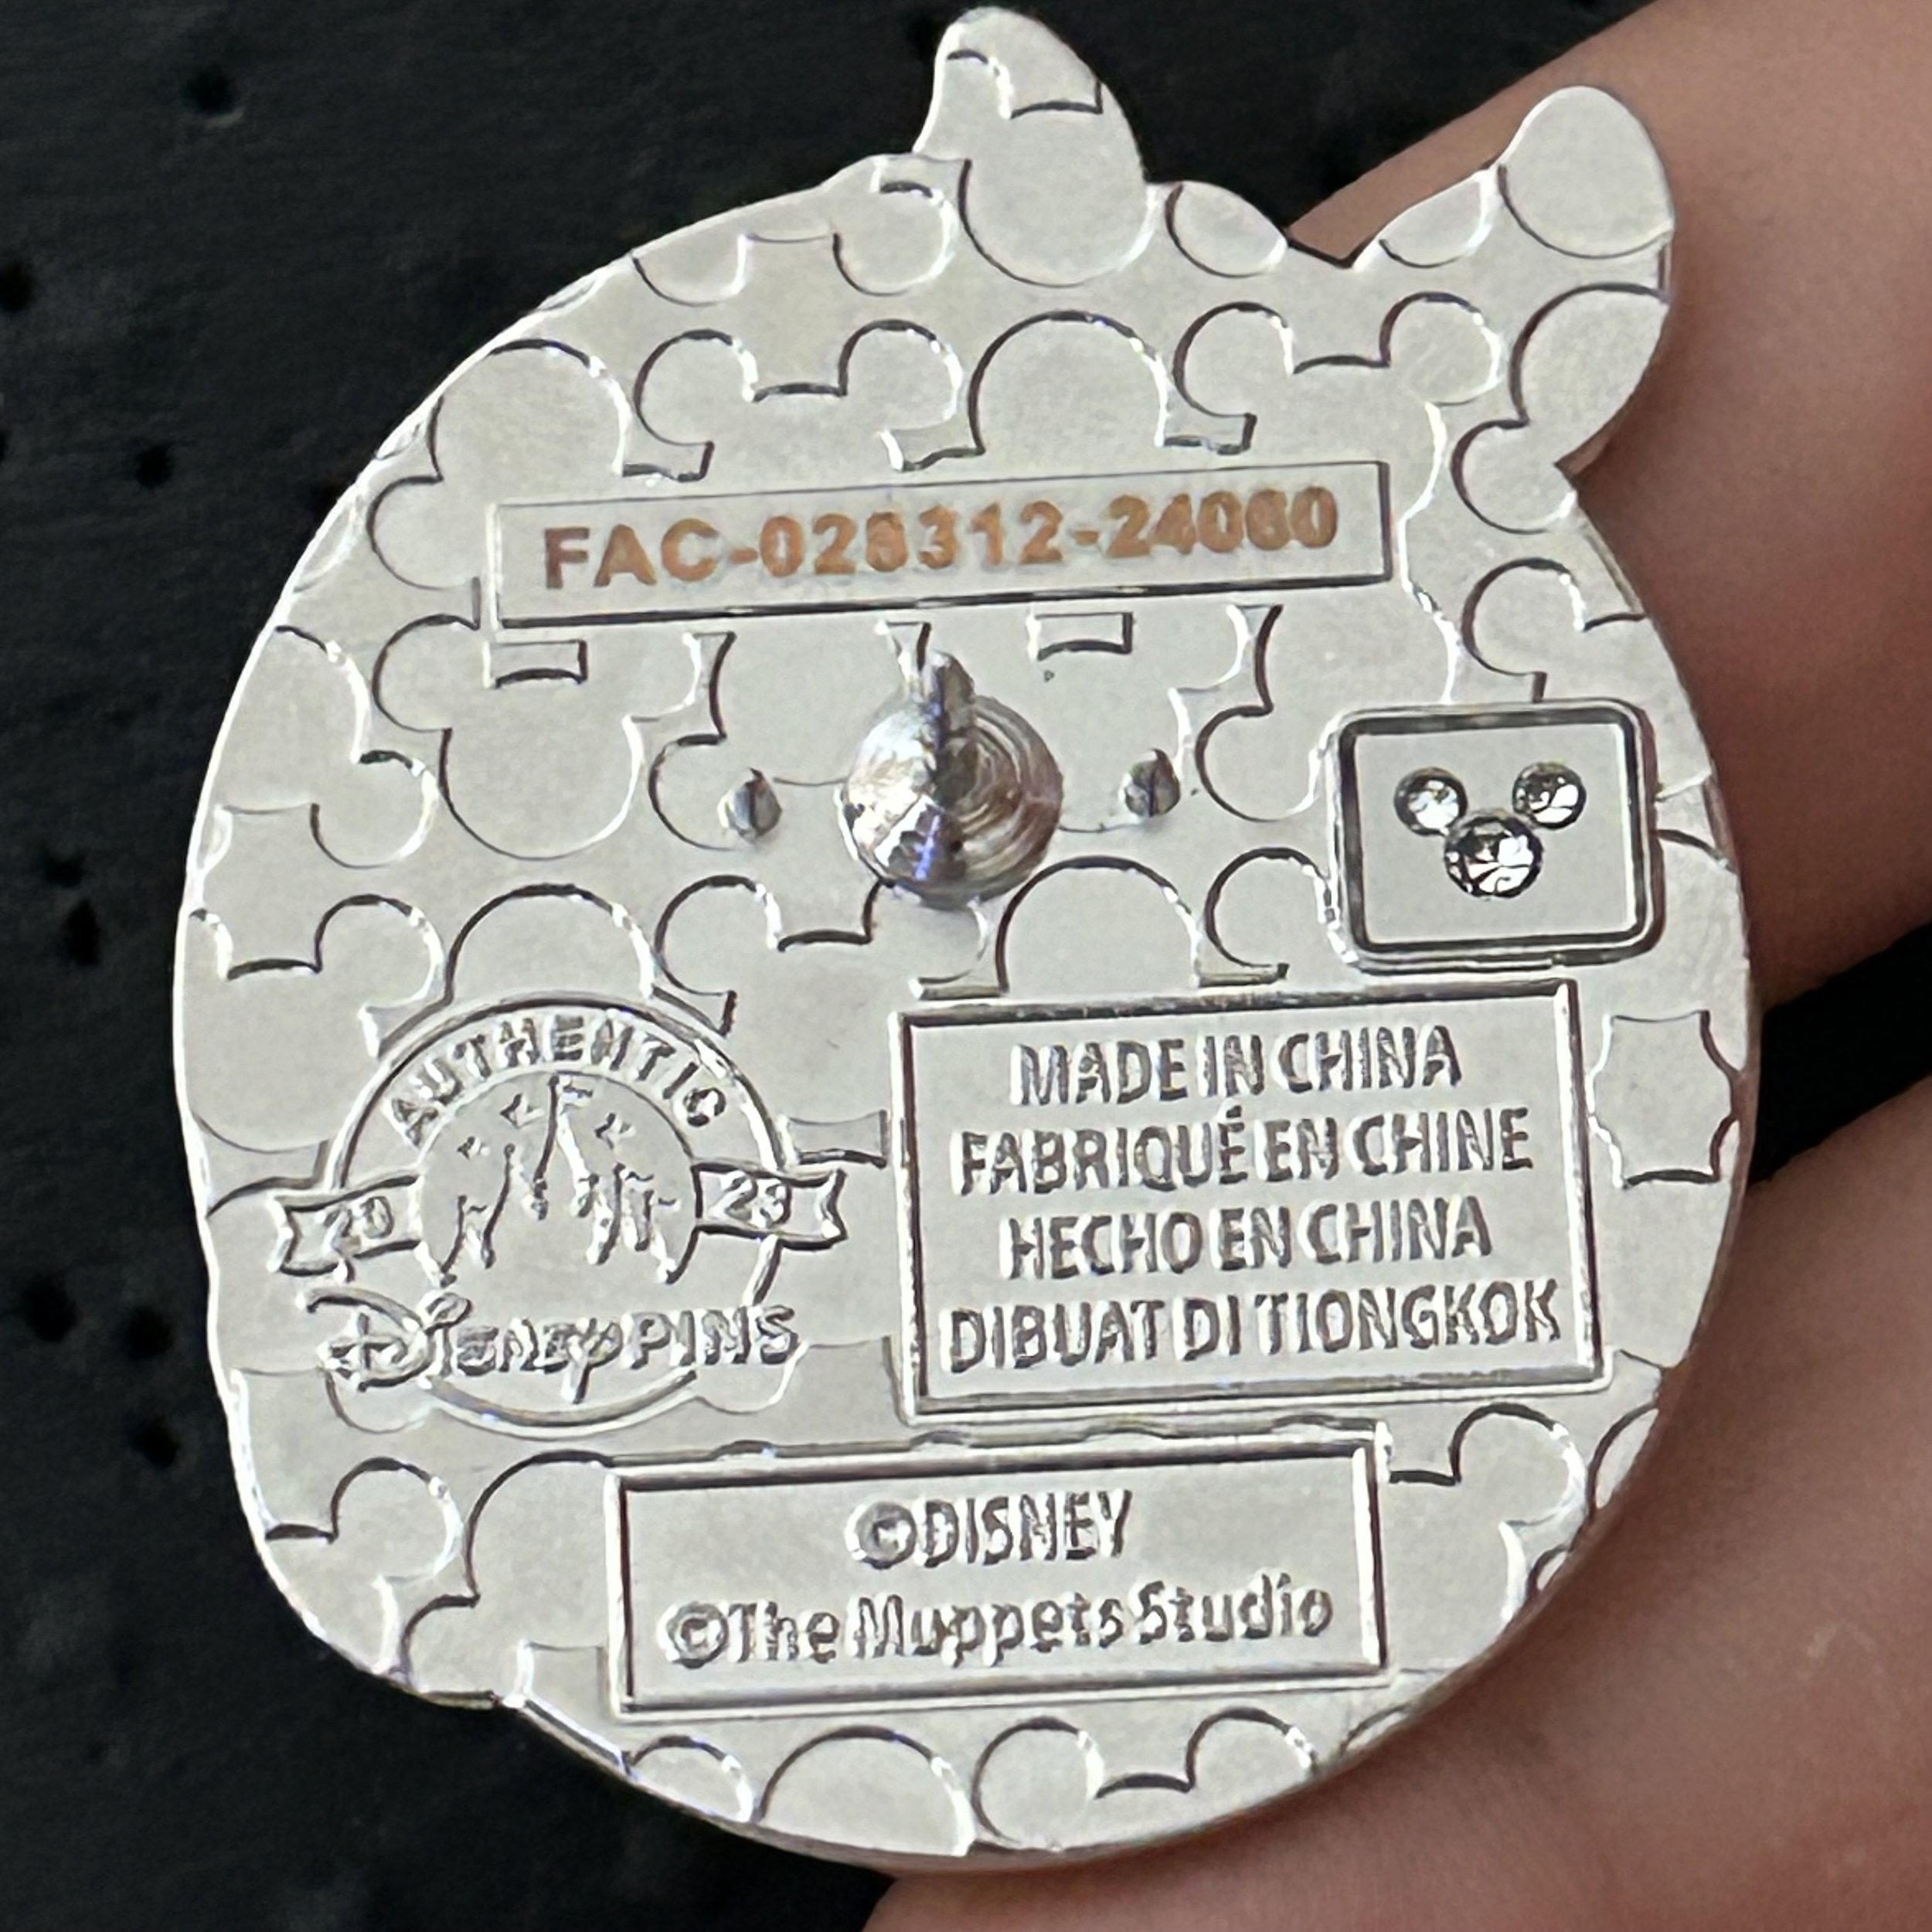 FAC-028312-24060
AUTHENTIC
20 23
Disney PINS
MADE IN CHINA
FABRIQUÉ EN CHINE
HECHO EN CHINA
DIBUAT DI TIONGKOK
©DISNEY
©The Muppets Studio